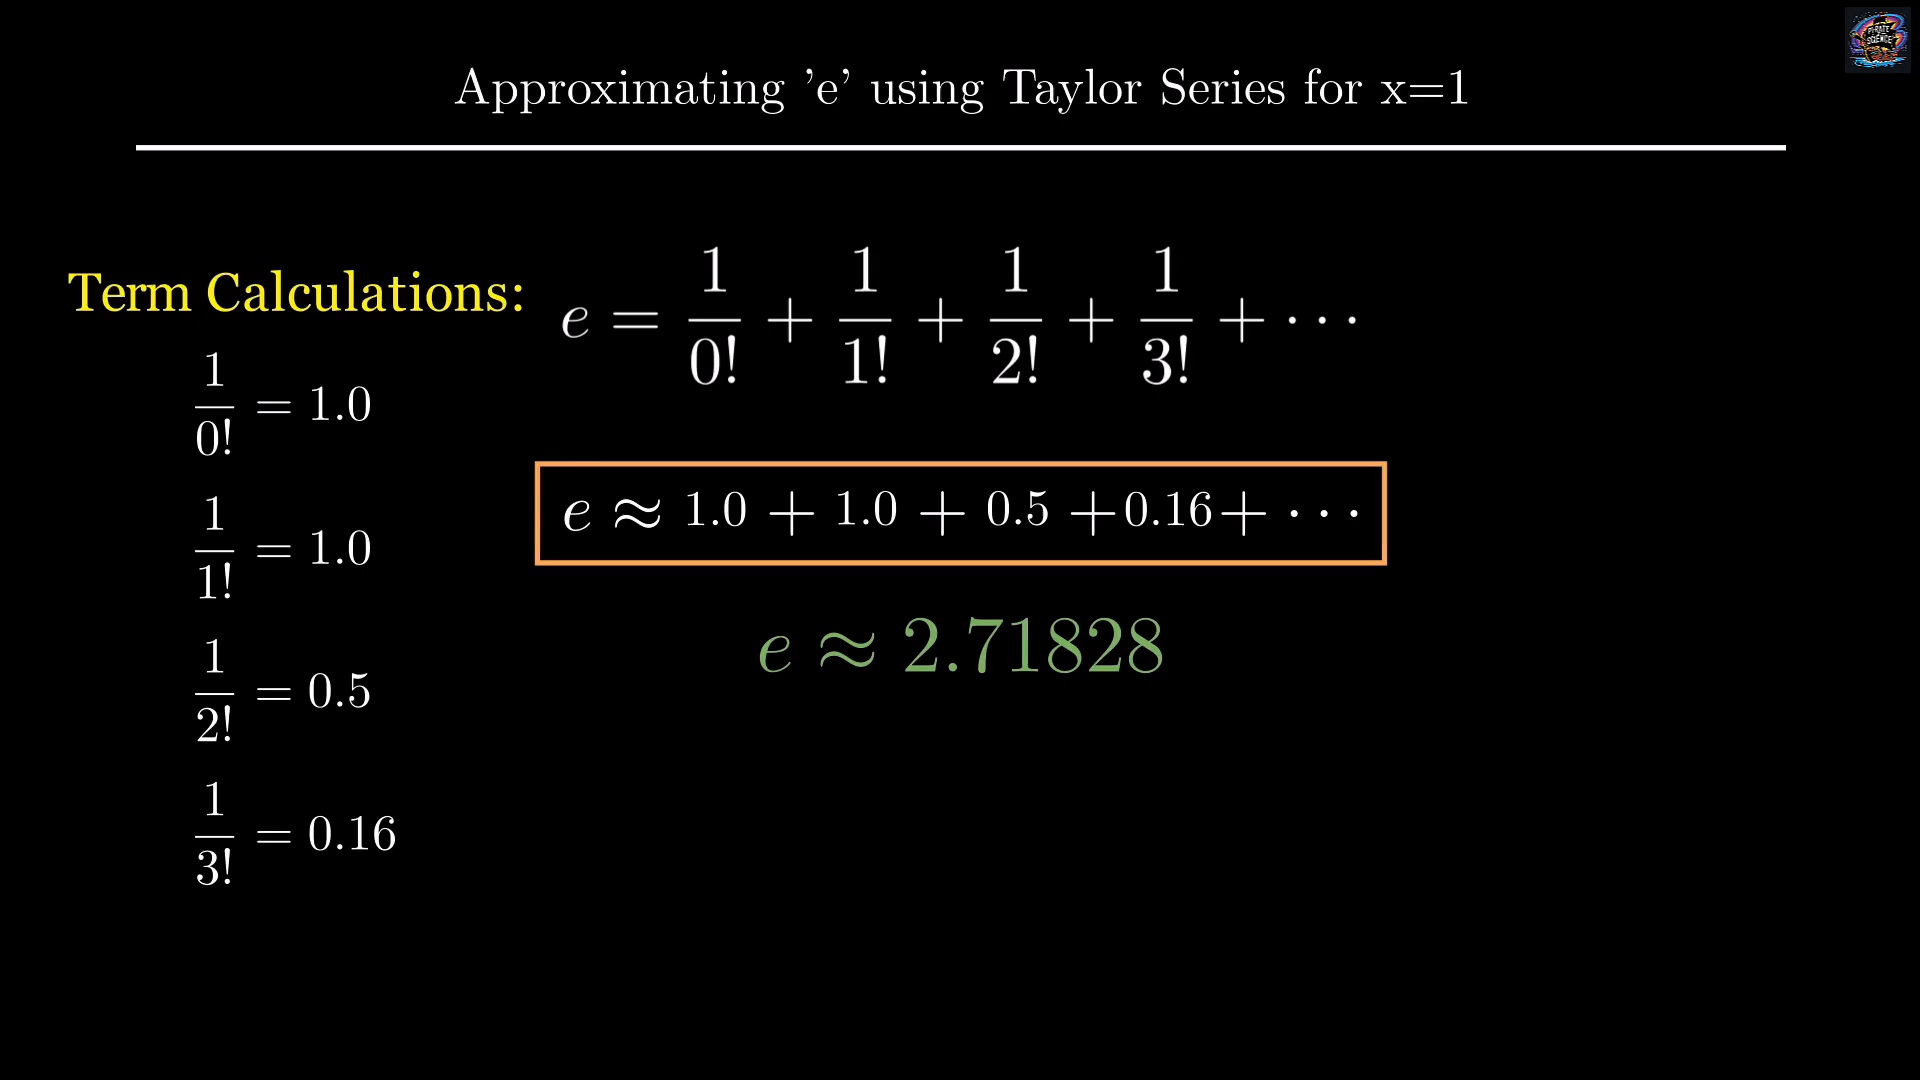 PIRATE
SCIENCE
Approximating 'e' using Taylor Series for x=1
Term Calculations:
1/0! = 1.0
1/1! = 1.0
1/2! = 0.5
1/3! = 0.16
e = 1/0! + 1/1! + 1/2! + 1/3! + ⋯
e ≈ 1.0 + 1.0 + 0.5 + 0.16 + ⋯
e ≈ 2.71828